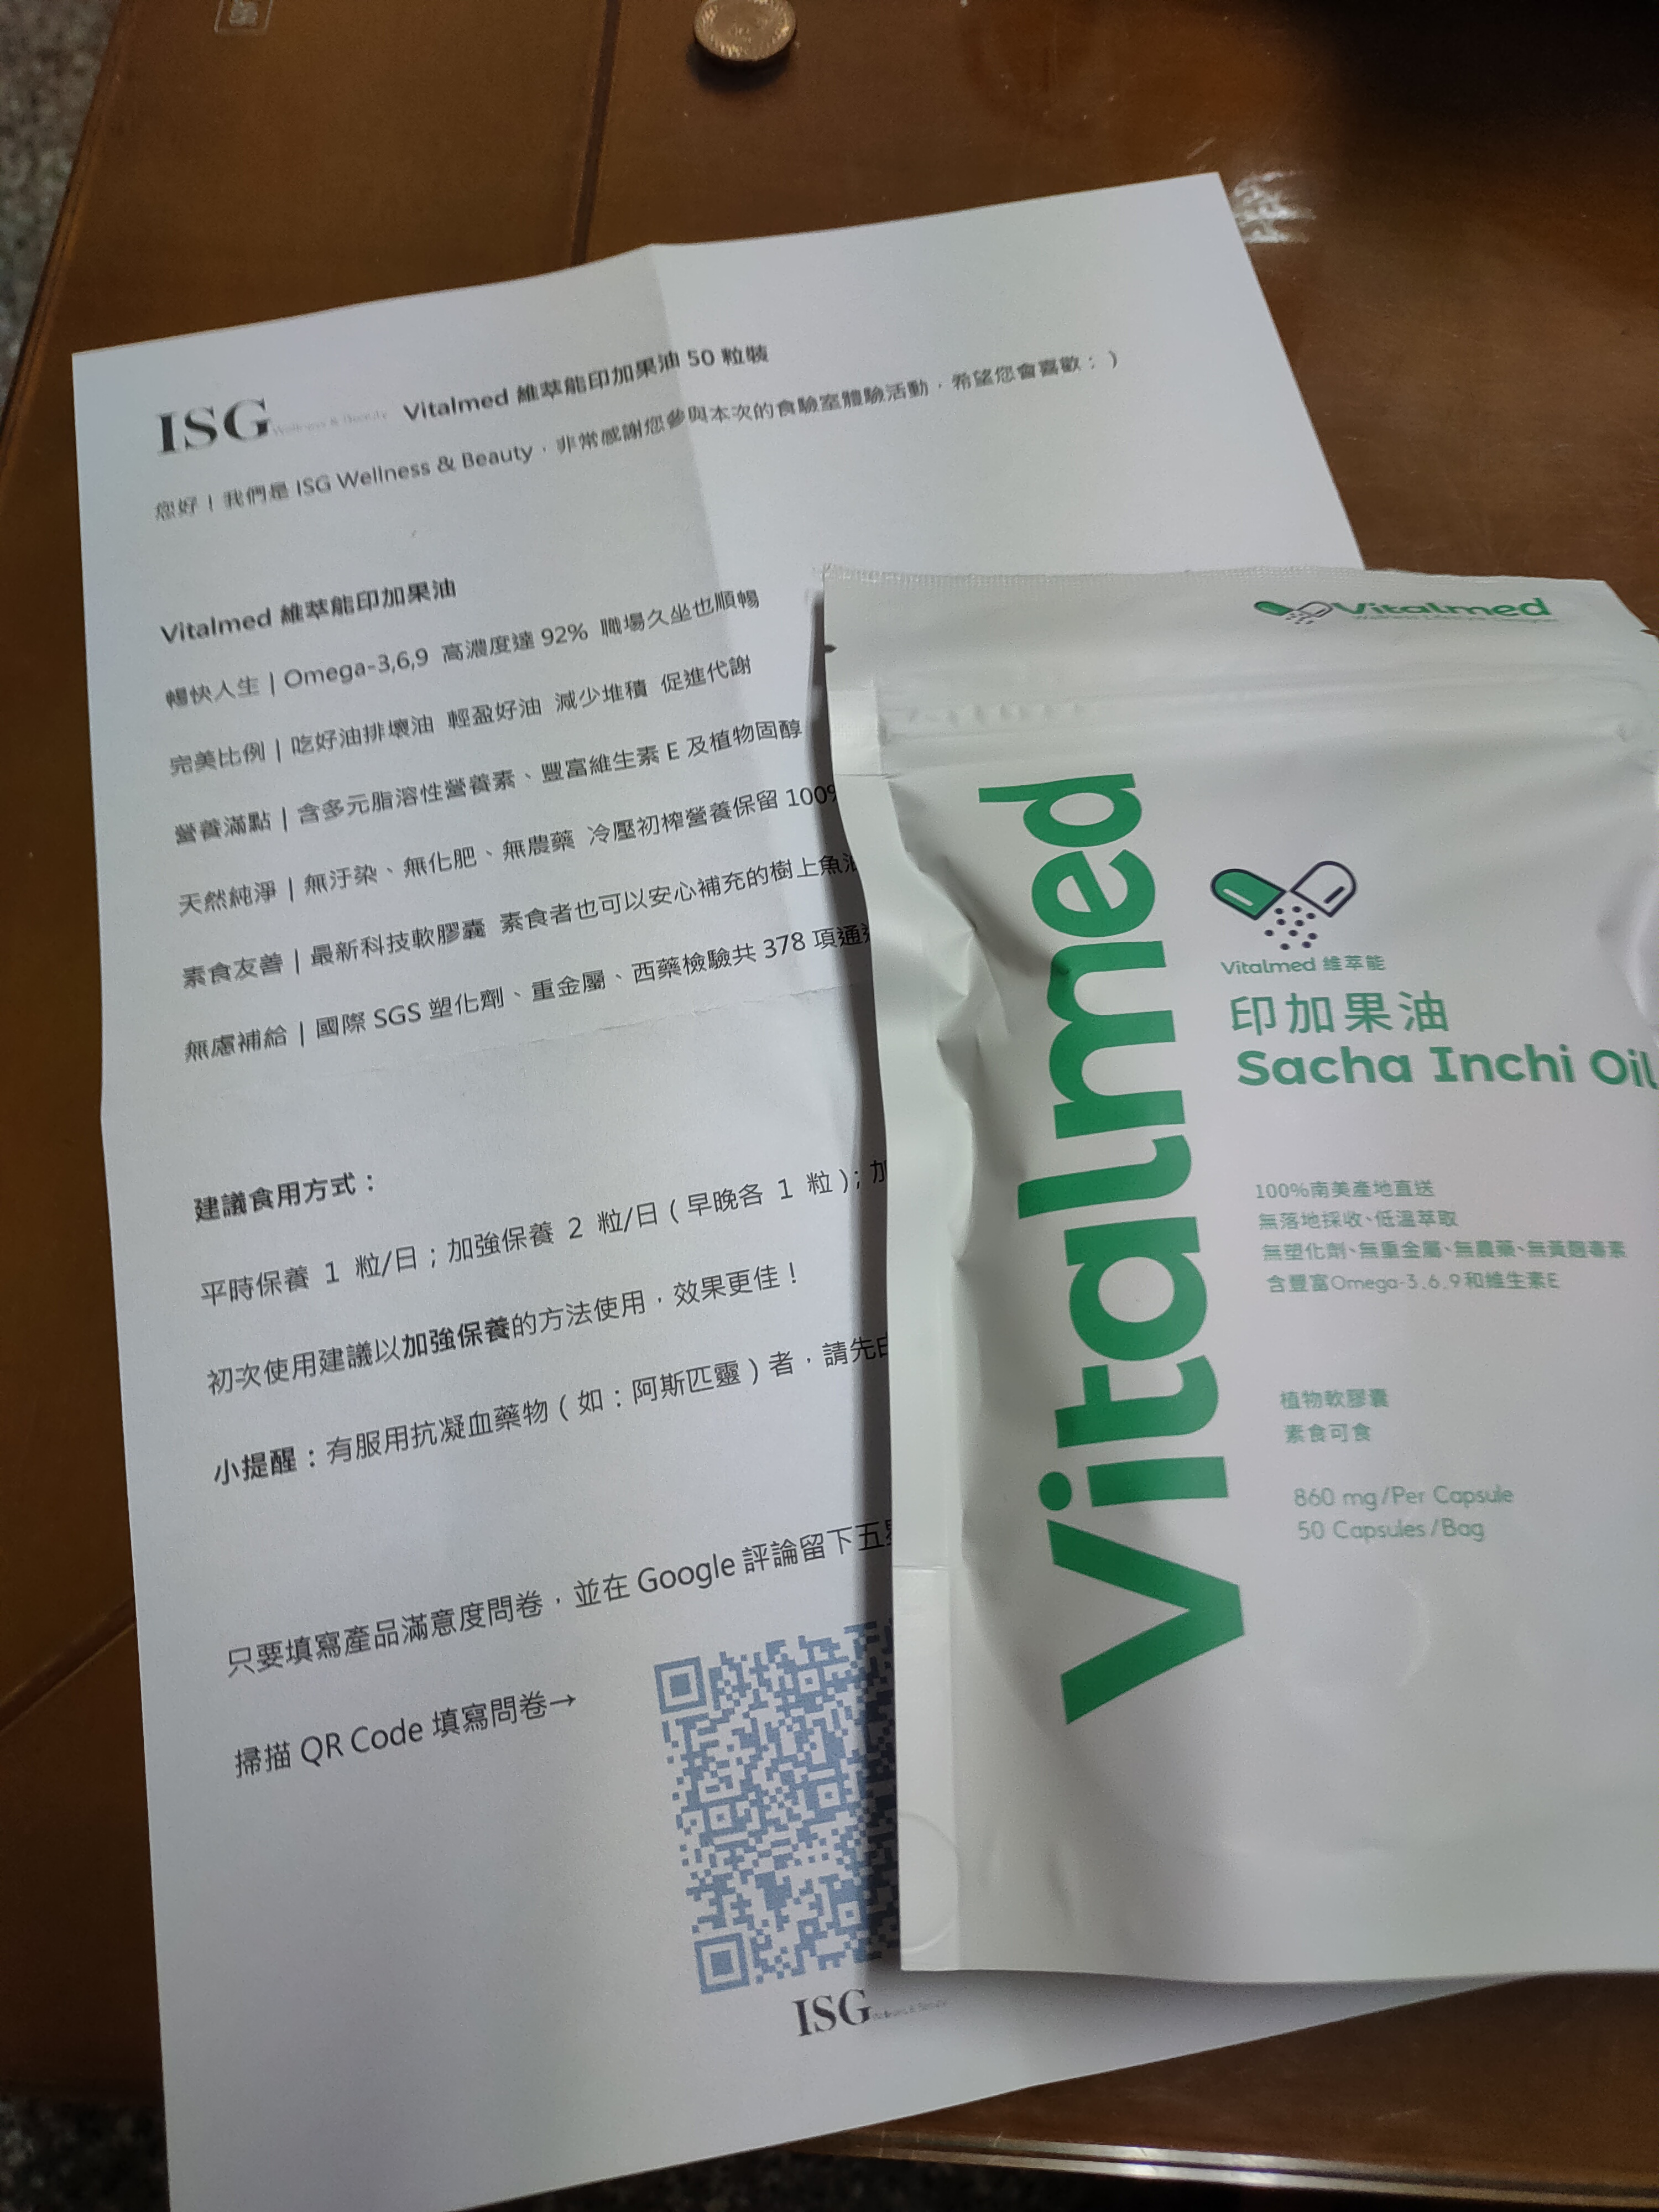 ISG Wellness & Beauty Vitalmed 維萃能印加果油 50 粒裝
您好！我們是 ISG Wellness & Beauty，非常感謝您參與本次的食驗室體驗活動，希望您會喜歡：）
Vitalmed 維萃能印加果油
暢快人生 | Omega-3,6,9 高濃度達 92% 職場久坐也順暢
完美比例 | 吃好油排壞油 輕盈好油 減少堆積 促進代謝
營養滿點 | 含多元脂溶性營養素、豐富維生素 E 及植物固醇
天然純淨 | 無汙染、無化肥、無農藥 冷壓初榨營養保留 100%
素食友善 | 最新科技軟膠囊 素食者也可以安心補充的樹上魚油
無慮補給 | 國際 SGS 塑化劑、重金屬、西藥檢驗共 378 項通過
建議食用方式：
平時保養 1 粒/日；加強保養 2 粒/日（早晚各 1 粒）；加
初次使用建議以加強保養的方法使用，效果更佳！
小提醒：有服用抗凝血藥物（如：阿斯匹靈）者，請先
只要填寫產品滿意度問卷，並在 Google 評論留下五
掃描 QR Code 填寫問卷→
ISG
Vitalmed
Vitalmed
Vitalmed 維萃能
印加果油
Sacha Inchi Oil
100%南美產地直送
無落地採收、低溫萃取
無塑化劑、無重金屬、無農藥、無黃麴毒素
含豐富Omega-3.6.9和維生素E
植物軟膠囊
素食可食
860 mg/Per Capsule
50 Capsules/Bag